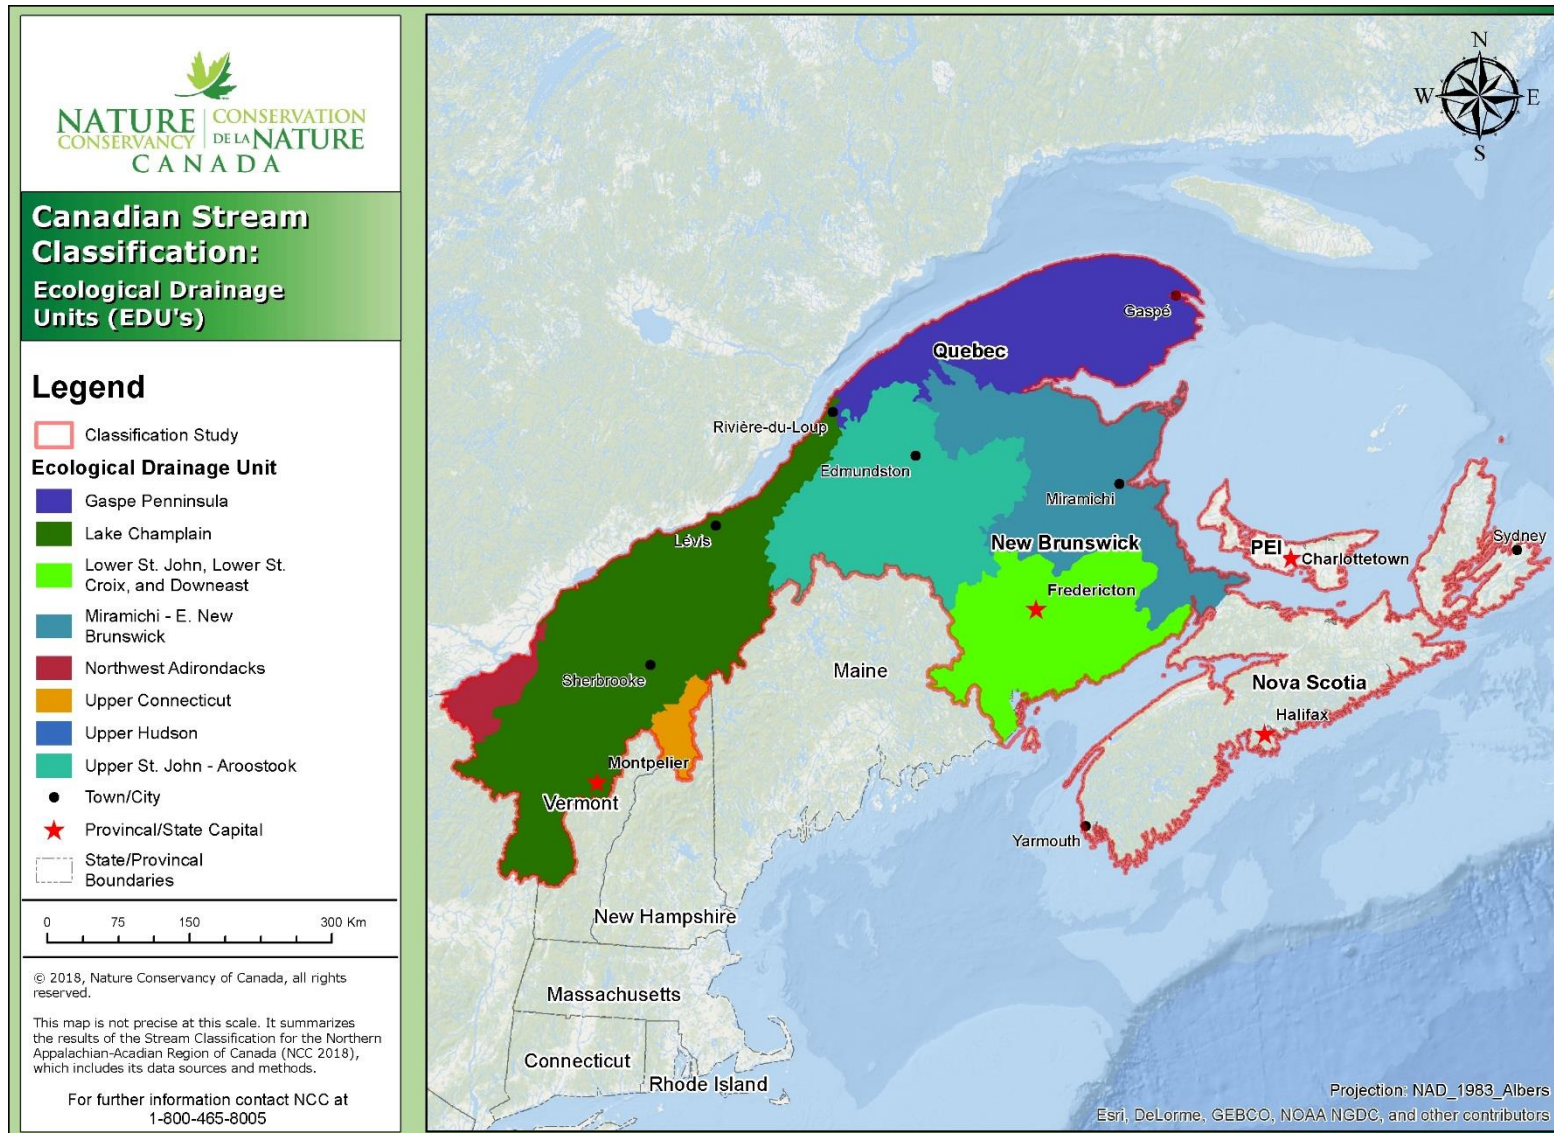 NATURE
CONSERVANCY
CONSERVATION
DE LA NATURE
CANADA
Canadian Stream
Classification:
Ecological Drainage
Units (EDU's)
Legend
Classification Study
Ecological Drainage Unit
Gaspe Penninsula
Lake Champlain
Lower St. John, Lower St.
Croix, and Downeast
Miramichi - E. New
Brunswick
Northwest Adirondacks
Upper Connecticut
Upper Hudson
Upper St. John - Aroostook
Town/City
Provincal/State Capital
State/Provincal
Boundaries
0 75 150 300 Km
© 2018, Nature Conservancy of Canada, all rights
reserved.
This map is not precise at this scale. It summarizes
the results of the Stream Classification for the Northern
Appalachian-Acadian Region of Canada (NCC 2018),
which includes its data sources and methods.
For further information contact NCC at
1-800-465-8005
N
W E
S
Gaspé
Quebec
Rivière-du-Loup
Edmundston
Miramichi
Lévis
New Brunswick
PEI
Charlottetown
Sydney
Fredericton
Sherbrooke
Maine
Nova Scotia
Halifax
Montpelier
Vermont
Yarmouth
New Hampshire
Massachusetts
Connecticut
Rhode Island
Projection: NAD_1983_Albers
Esri, DeLorme, GEBCO, NOAA NGDC, and other contributors